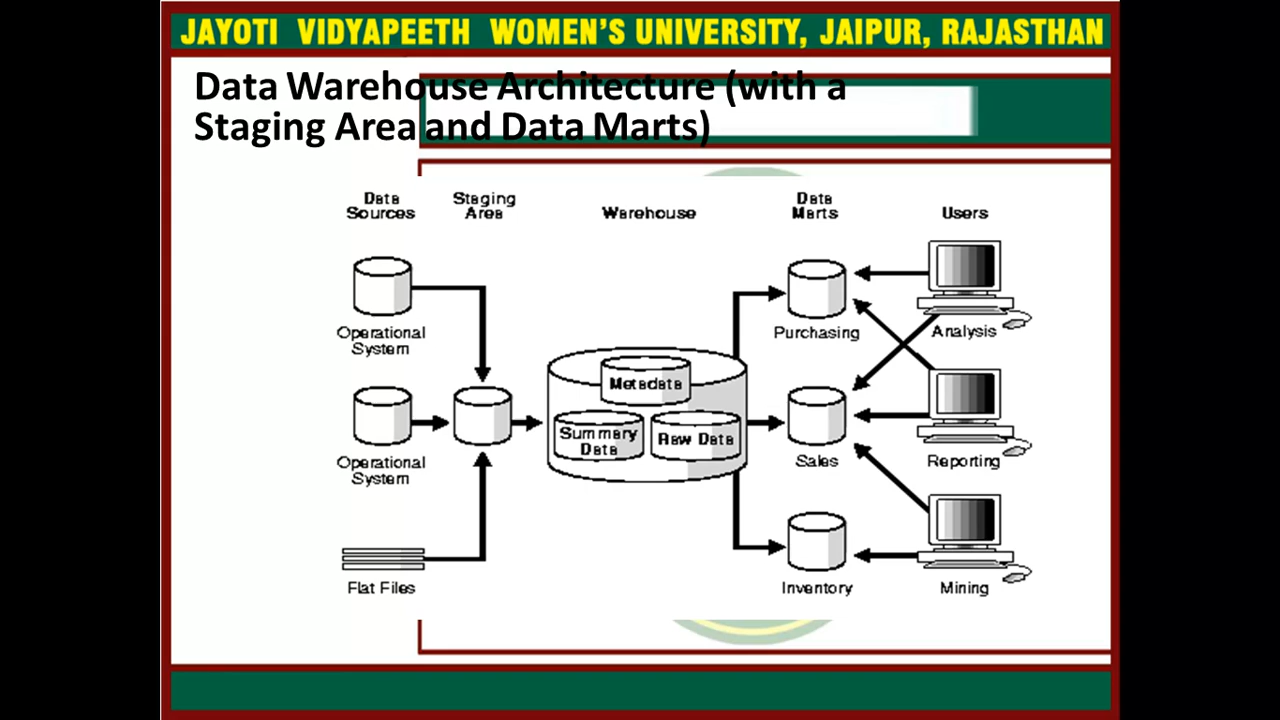 JAYOTI VIDYAPEETH WOMEN'S UNIVERSITY, JAIPUR, RAJASTHAN
Data Warehouse Architecture (with a
Staging Area and Data Marts)
Data
Sources
Staging
Area
Warehouse
Data
Marts
Users
Operational
System
Purchasing
Analysis
Metadata
Summary
Data
Raw Data
Operational
System
Sales
Reporting
Flat Files
Inventory
Mining